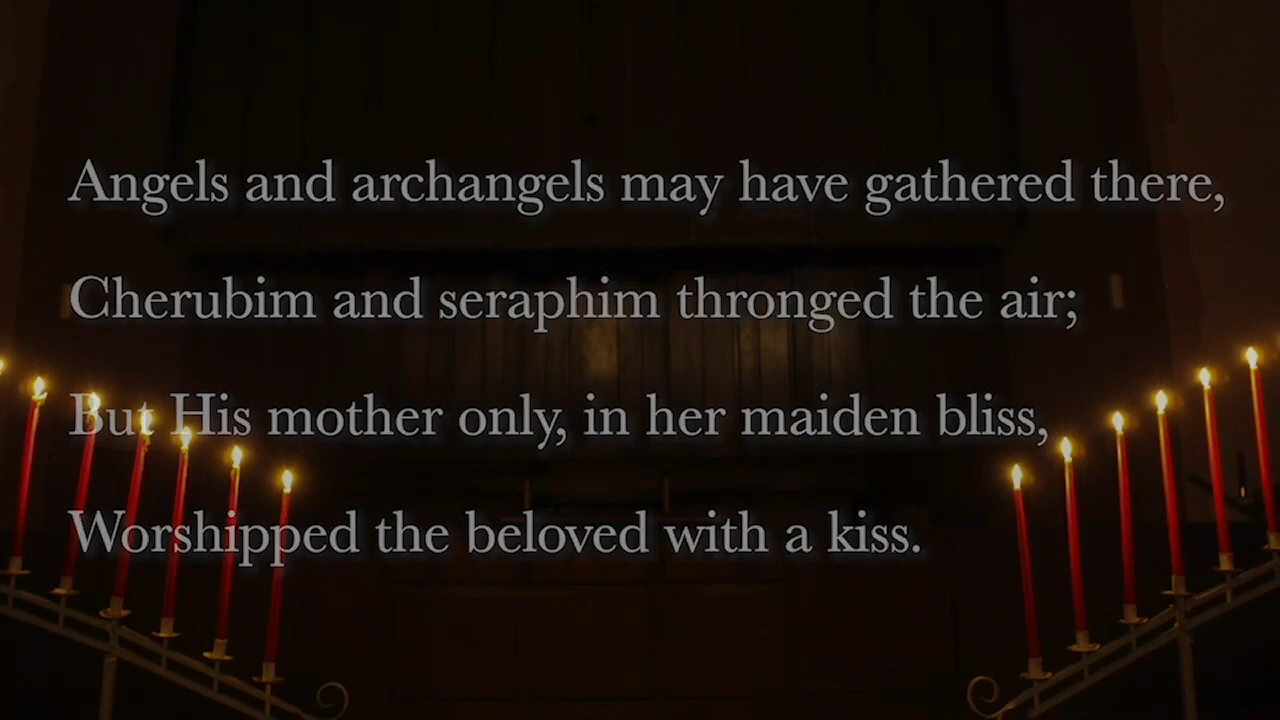 Angels and archangels may have gathered there,
Cherubim and seraphim thronged the air;
But His mother only, in her maiden bliss,
Worshipped the beloved with a kiss.